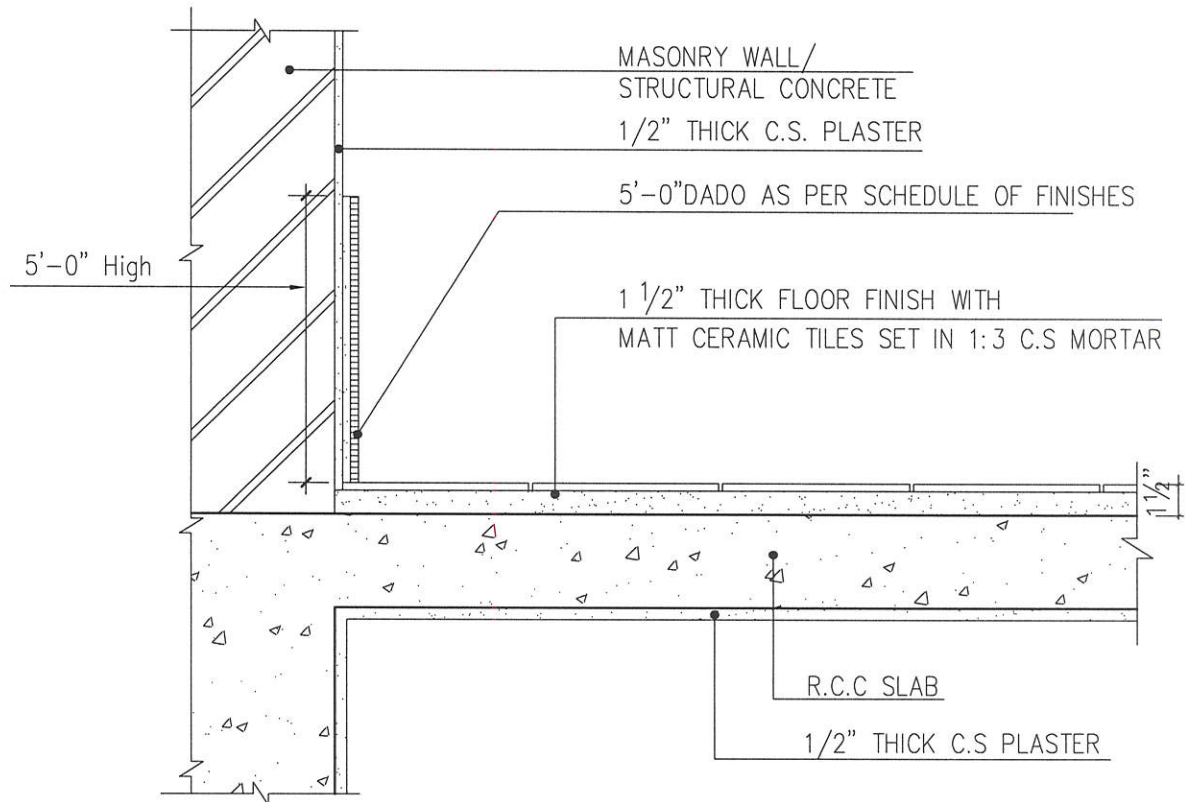 MASONRY WALL/
STRUCTURAL CONCRETE
1/2" THICK C.S. PLASTER
5'-0"DADO AS PER SCHEDULE OF FINISHES
5'-0" High
1 1/2" THICK FLOOR FINISH WITH
MATT CERAMIC TILES SET IN 1:3 C.S MORTAR
1 1/2"
R.C.C SLAB
1/2" THICK C.S PLASTER